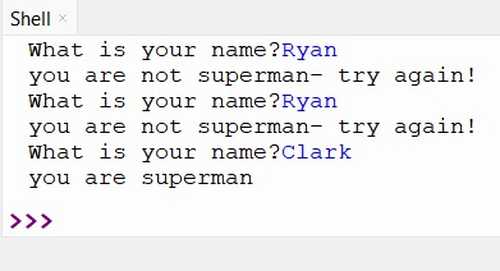 Shell ×
What is your name?Ryan
you are not superman- try again!
What is your name?Ryan
you are not superman- try again!
What is your name?Clark
you are superman
>>>